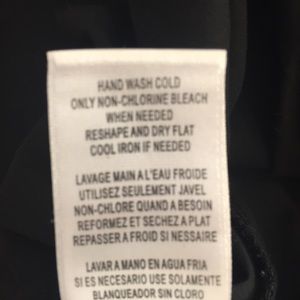 HAND WASH COLD
ONLY NON-CHLORINE BLEACH
WHEN NEEDED
RESHAPE AND DRY FLAT
COOL IRON IF NEEDED
LAVAGE MAIN A L'EAU FROIDE
UTILISEZ SEULEMENT JAVEL
NON-CHLORE QUAND A BESOIN
REFORMEZ ET SECHEZ A PLAT
REPASSER A FROID SI NESSAIRE
LAVAR A MANO EN AGUA FRIA
SI ES NECESARIO USE SOLAMENTE
BLANQUEADOR SIN CLORO